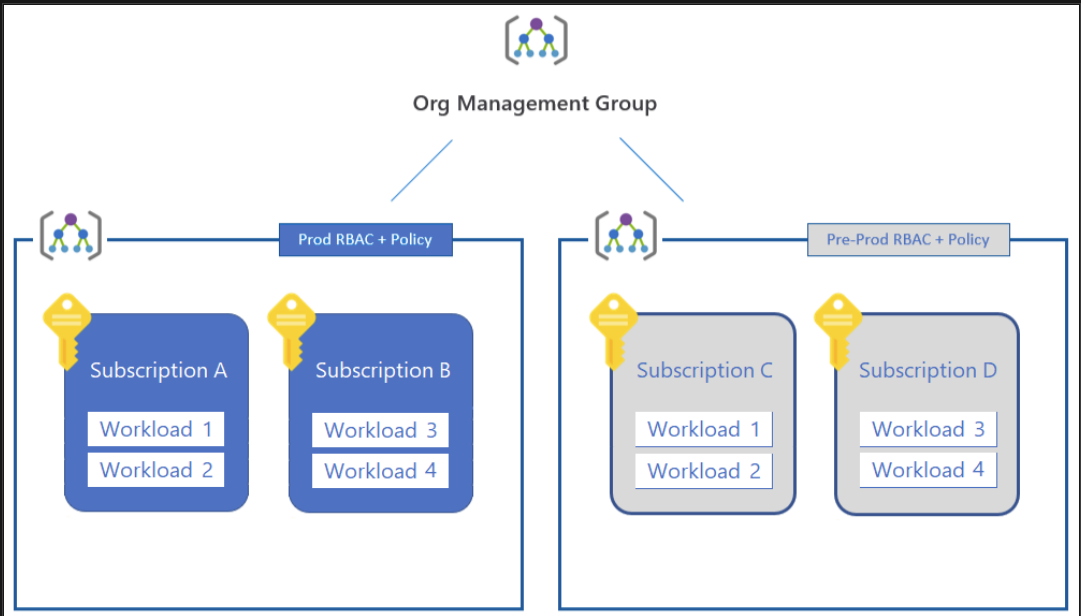 Org Management Group
Prod RBAC + Policy
Subscription A
Workload 1
Workload 2
Subscription B
Workload 3
Workload 4
Pre-Prod RBAC + Policy
Subscription C
Workload 1
Workload 2
Subscription D
Workload 3
Workload 4